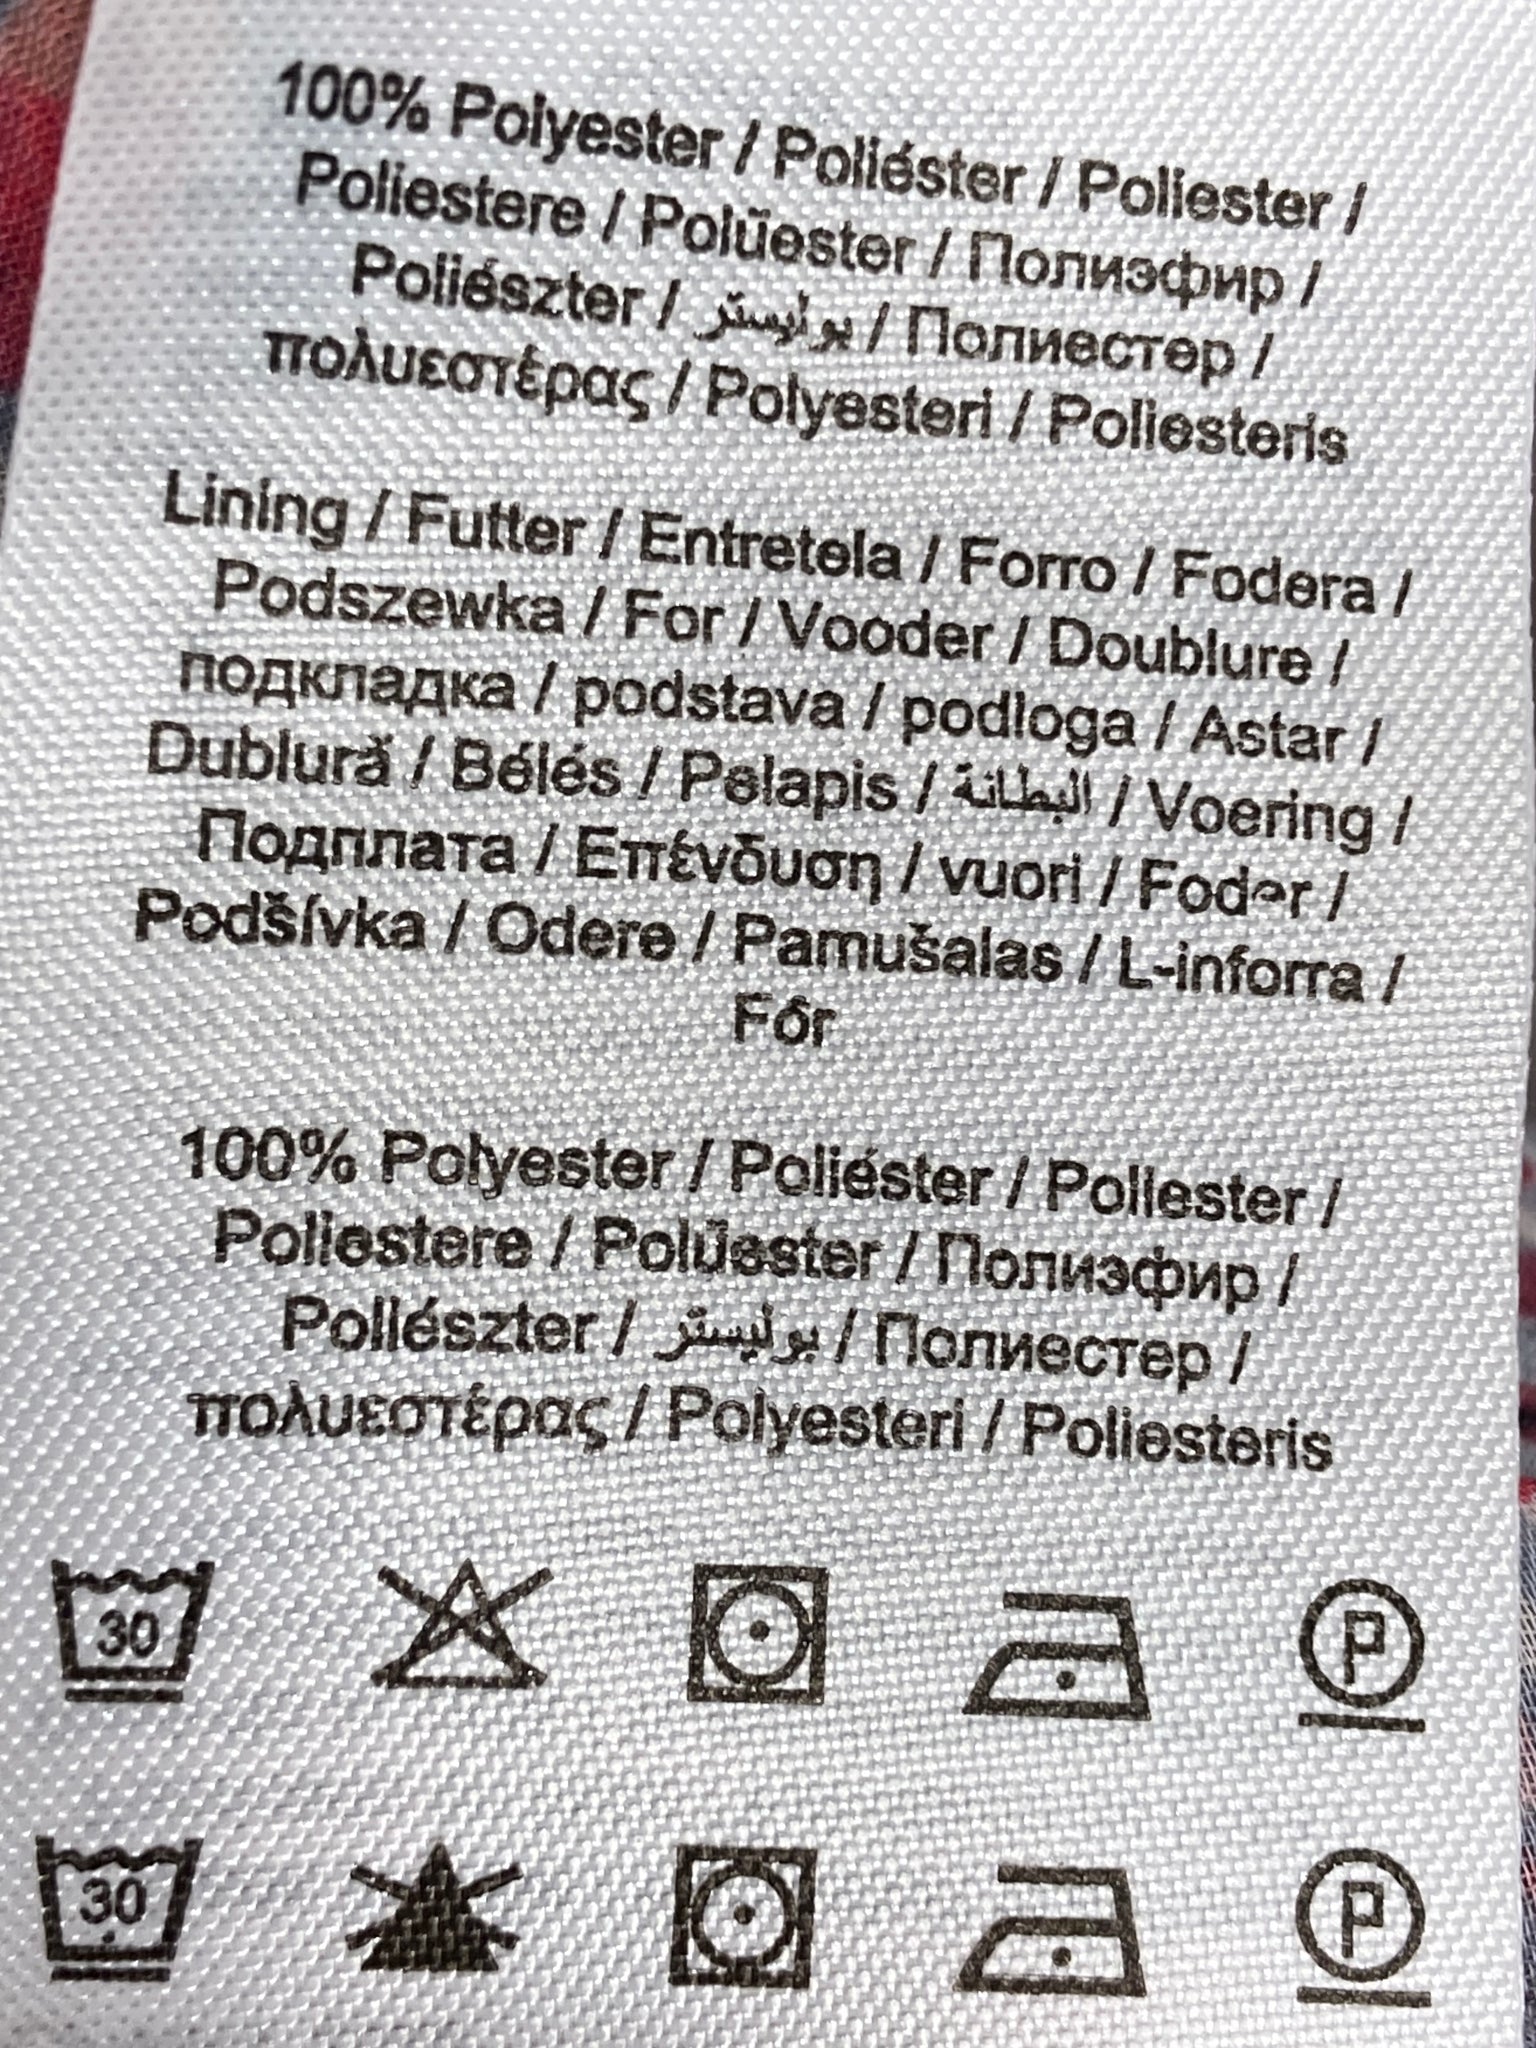 100% Polyester / Poliéster / Poliester /
Poliestere / Polüester / Полиэфир /
Poliészter / بوليستر / Полиестер /
πολυεστέρας / Polyesteri / Poliesteris
Lining / Futter / Entretela / Forro / Fodera /
Podszewka / For / Vooder / Doublure /
подкладка / podstava / podloga / Astar /
Dublură / Bélés / Pelapis / البطانة / Voering /
Подплата / Επένδυση / vuori / Foder /
Podšívka / Odere / Pamušalas / L-inforra /
Fôr
100% Polyester / Poliéster / Poliester /
Poliestere / Polüester / Полиэфир /
Poliészter / بوليستر / Полиестер /
πολυεστέρας / Polyesteri / Poliesteris
30 P
30 P